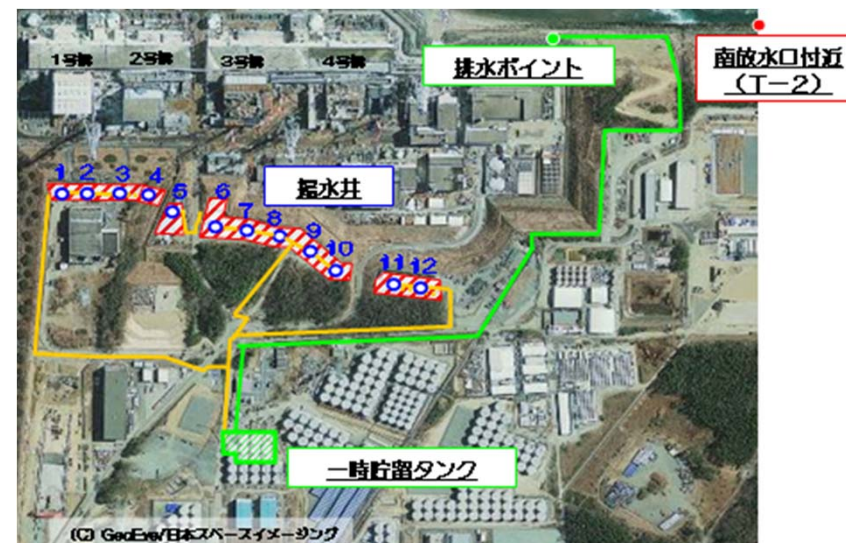 1号機
2号機
3号機
4号機
排水ポイント
南放水口付近
(T-2)
揚水井
1
2
3
4
5
6
7
8
9
10
11
12
一時貯留タンク
(C) GeoEye/日本スペースイメージング